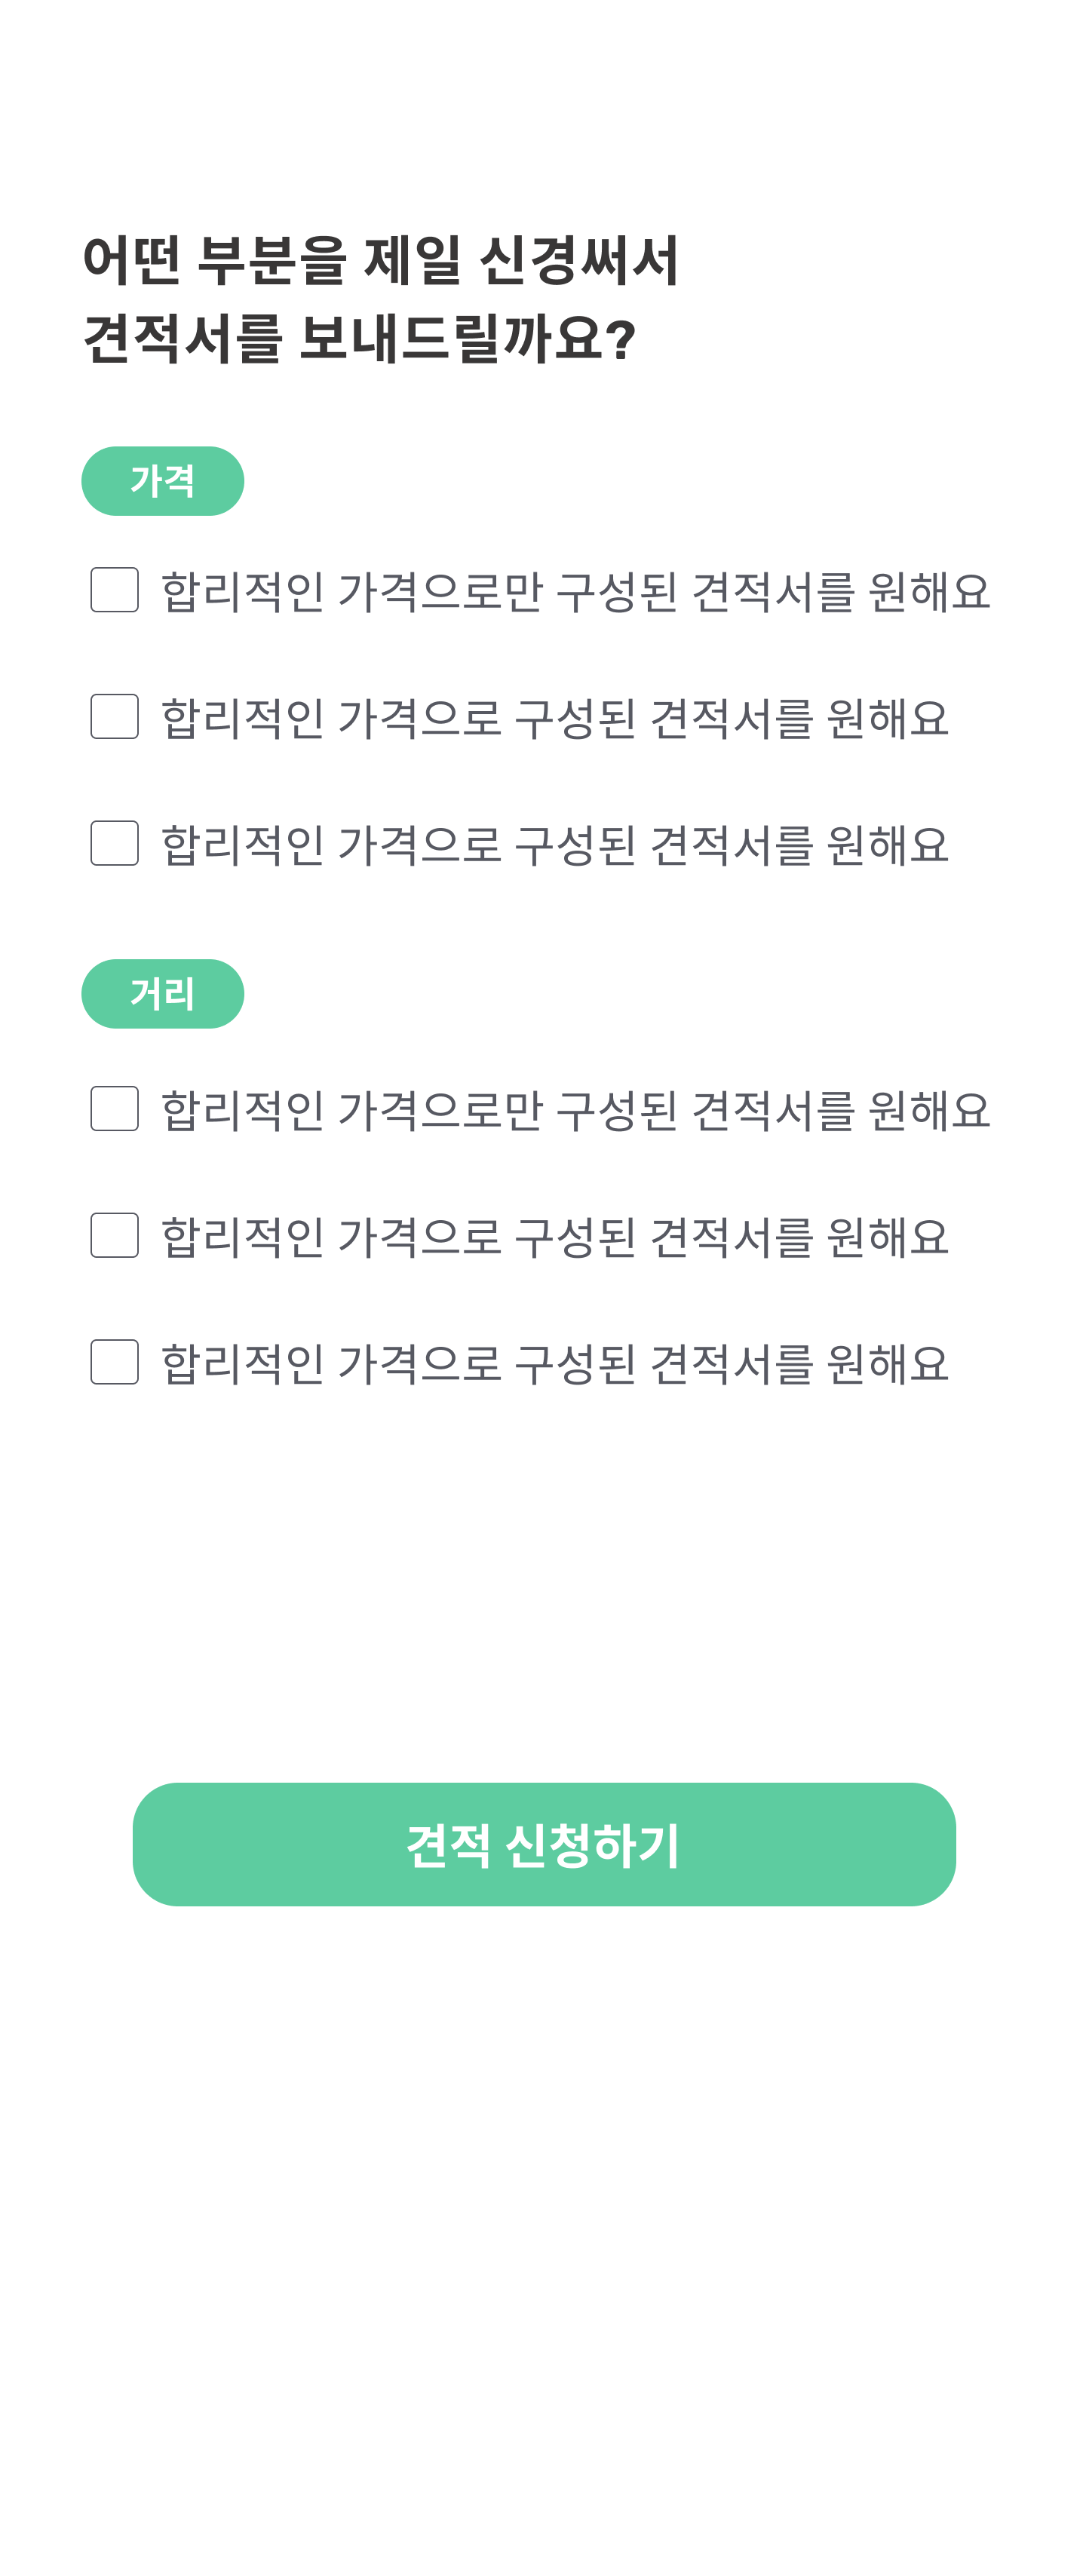 어떤 부분을 제일 신경써서
견적서를 보내드릴까요?
가격
합리적인 가격으로만 구성된 견적서를 원해요
합리적인 가격으로 구성된 견적서를 원해요
합리적인 가격으로 구성된 견적서를 원해요
거리
합리적인 가격으로만 구성된 견적서를 원해요
합리적인 가격으로 구성된 견적서를 원해요
합리적인 가격으로 구성된 견적서를 원해요
견적 신청하기